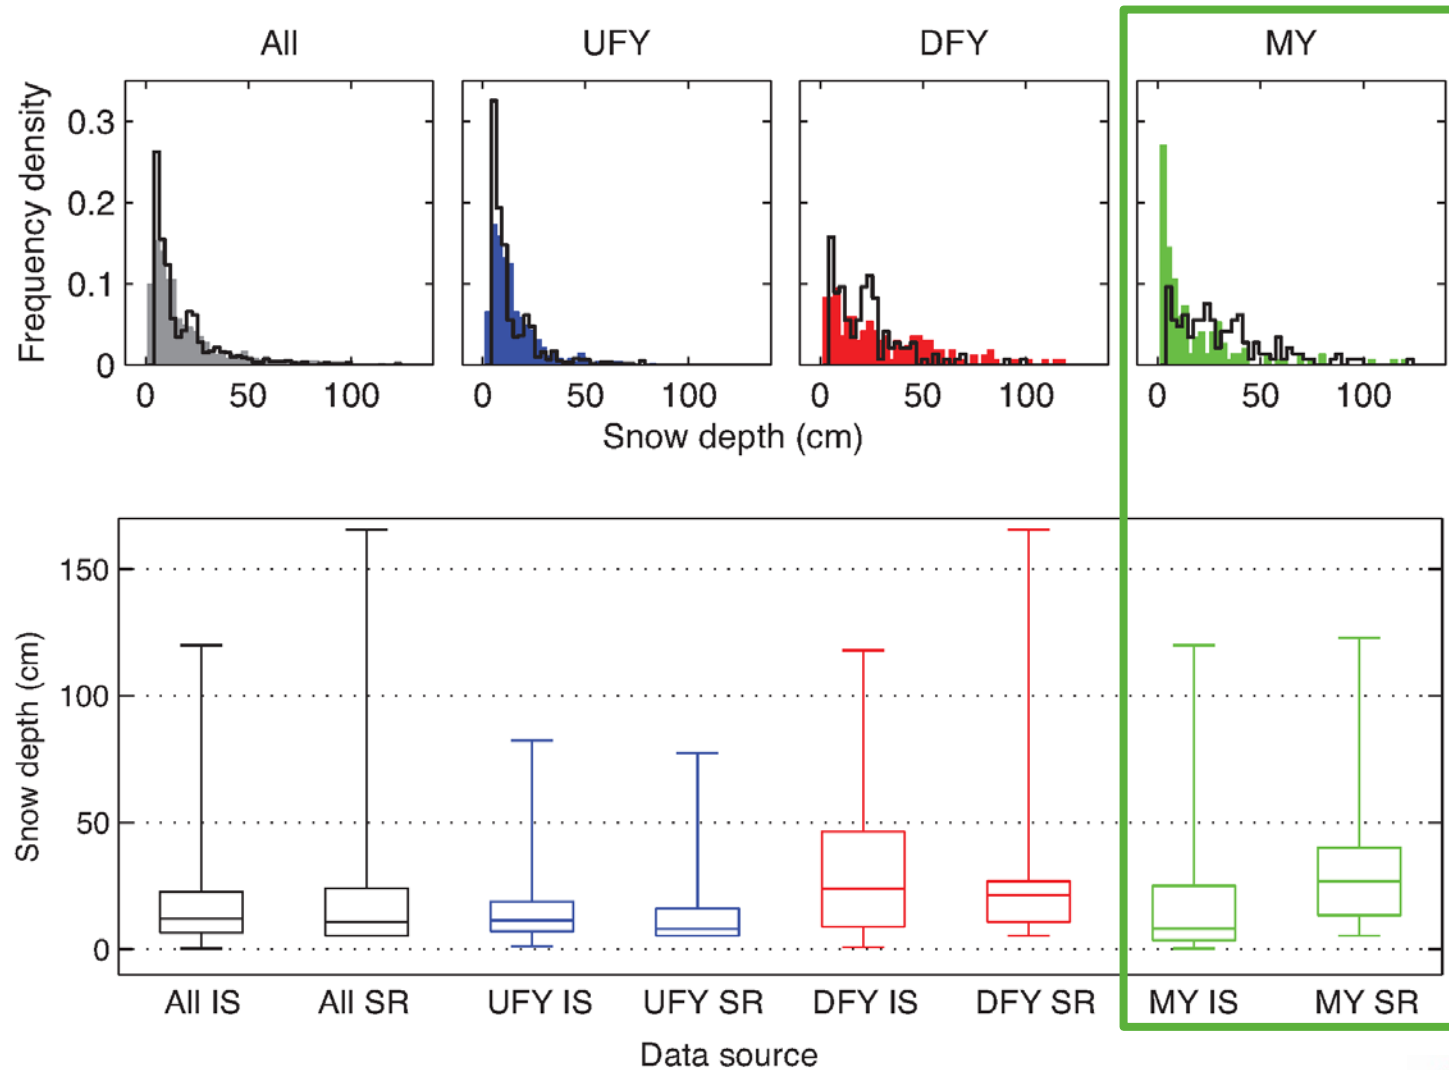 All UFY DFY MY
Frequency density
0.3
0.2
0.1
0
0 50 100 0 50 100 0 50 100 0 50 100
Snow depth (cm)
Snow depth (cm)
150
100
50
0
All IS All SR UFY IS UFY SR DFY IS DFY SR MY IS MY SR
Data source